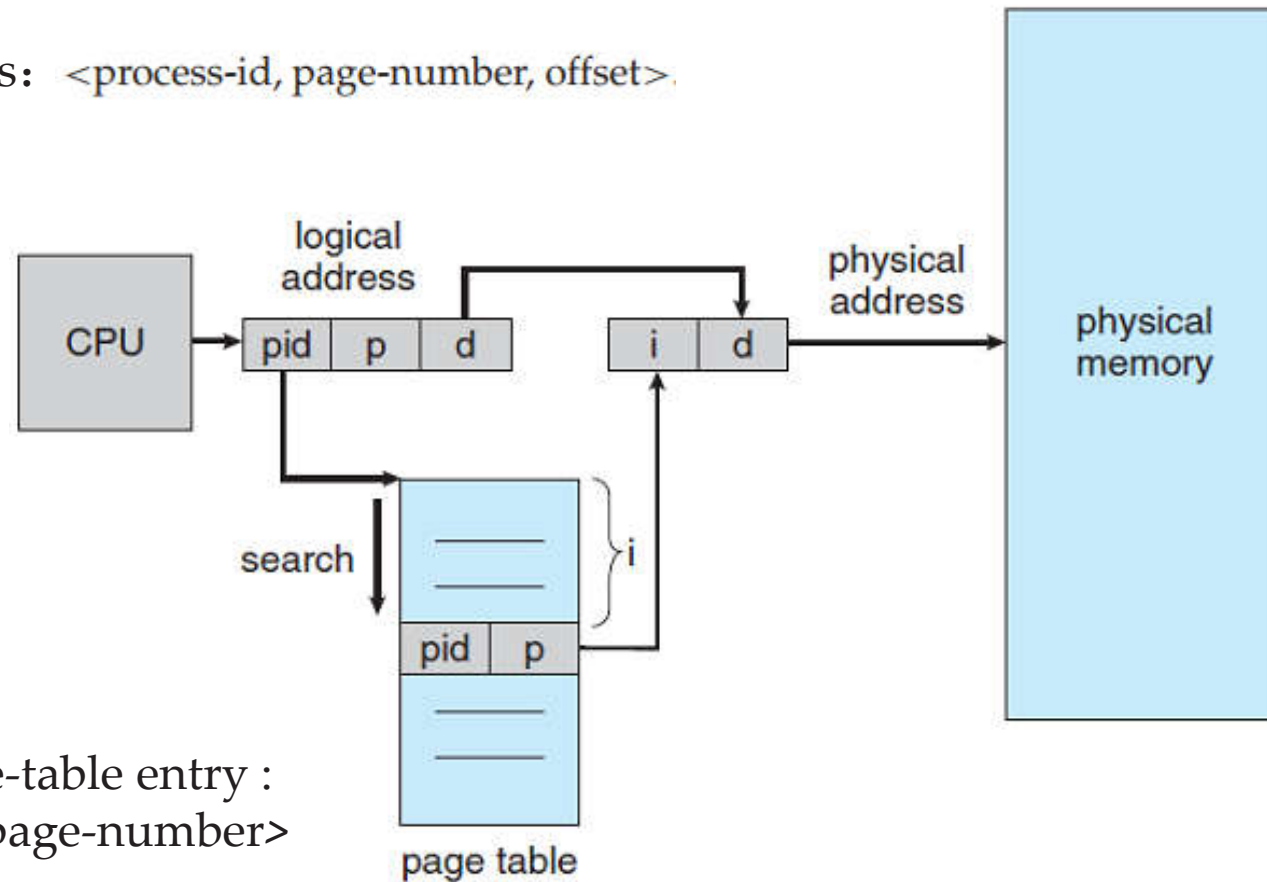 s: <process-id, page-number, offset>.
logical
address
physical
address
CPU
pid p d
i d
physical
memory
search
i
pid p
e-table entry :
page-number>
page table